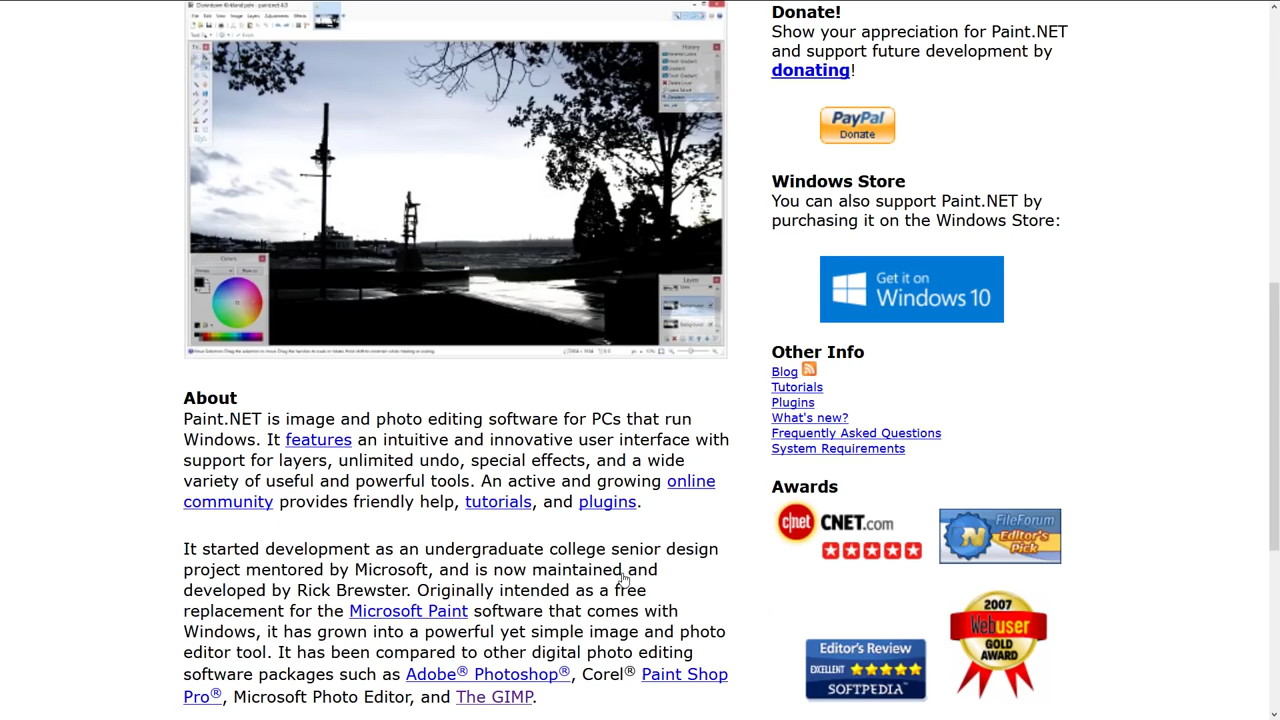 Donate!
Show your appreciation for Paint.NET
and support future development by
donating!
PayPal
Donate
Windows Store
You can also support Paint.NET by
purchasing it on the Windows Store:
Get it on
Windows 10
Other Info
Blog
Tutorials
Plugins
What's new?
Frequently Asked Questions
System Requirements
Awards
c|net CNET.com
FileForum
Editor's
Pick
2007
Webuser
GOLD
AWARD
Editor's Review
EXCELLENT
SOFTPEDIA
History
Colors
Layers
About
Paint.NET is image and photo editing software for PCs that run
Windows. It features an intuitive and innovative user interface with
support for layers, unlimited undo, special effects, and a wide
variety of useful and powerful tools. An active and growing online
community provides friendly help, tutorials, and plugins.
It started development as an undergraduate college senior design
project mentored by Microsoft, and is now maintained and
developed by Rick Brewster. Originally intended as a free
replacement for the Microsoft Paint software that comes with
Windows, it has grown into a powerful yet simple image and photo
editor tool. It has been compared to other digital photo editing
software packages such as Adobe® Photoshop®, Corel® Paint Shop
Pro®, Microsoft Photo Editor, and The GIMP.